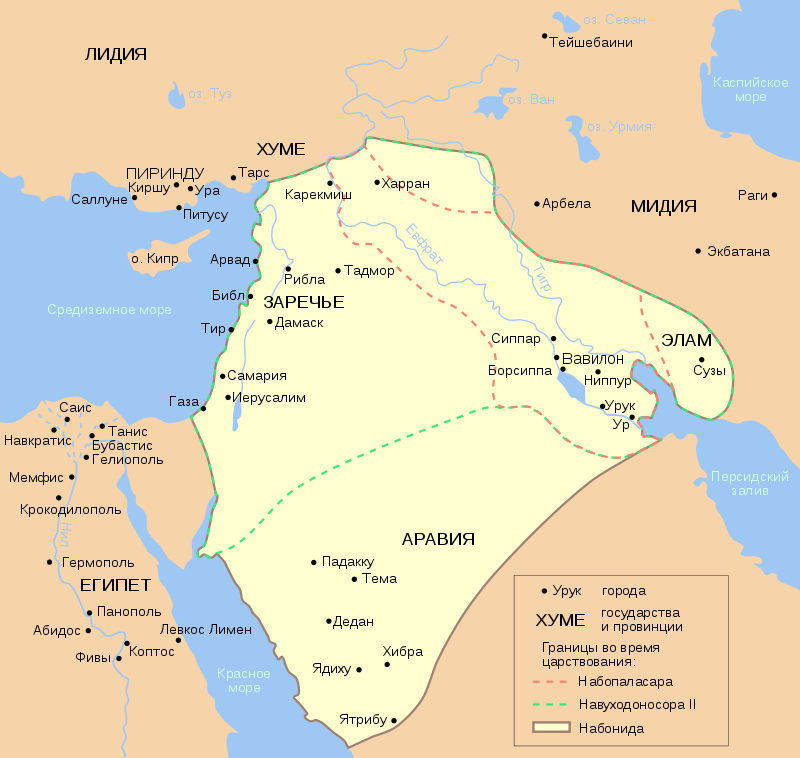 оз. Севан
Тейшебаини
ЛИДИЯ
Каспийское
море
оз. Туз
оз. Ван
оз. Урмия
ХУМЕ
ПИРИНДУ
Тарс
Киршу
Ура
Саллуне
Питусу
Карекмиш
Харран
Арбела
МИДИЯ
Раги
Экбатана
о. Кипр
Арвад
Евфрат
Тигр
Рибла
Тадмор
Библ
ЗАРЕЧЬЕ
Средиземное море
Тир
Дамаск
Сиппар
ЭЛАМ
Вавилон
Борсиппа
Ниппур
Сузы
Самария
Иерусалим
Газа
Урук
Ур
Саис
Навкратис
Танис
Бубастис
Гелиополь
Мемфис
Персидский
залив
Крокодилополь
Нил
АРАВИЯ
Гермополь
Падакку
Тема
ЕГИПЕТ
Панополь
Абидос
Левкос Лимен
Дедан
Коптос
Фивы
Хибра
Ядиху
Красное
море
Ятрибу
Урук города
ХУМЕ государства
и провинции
Границы во время
царствования:
Набопаласара
Навуходоносора II
Набонида